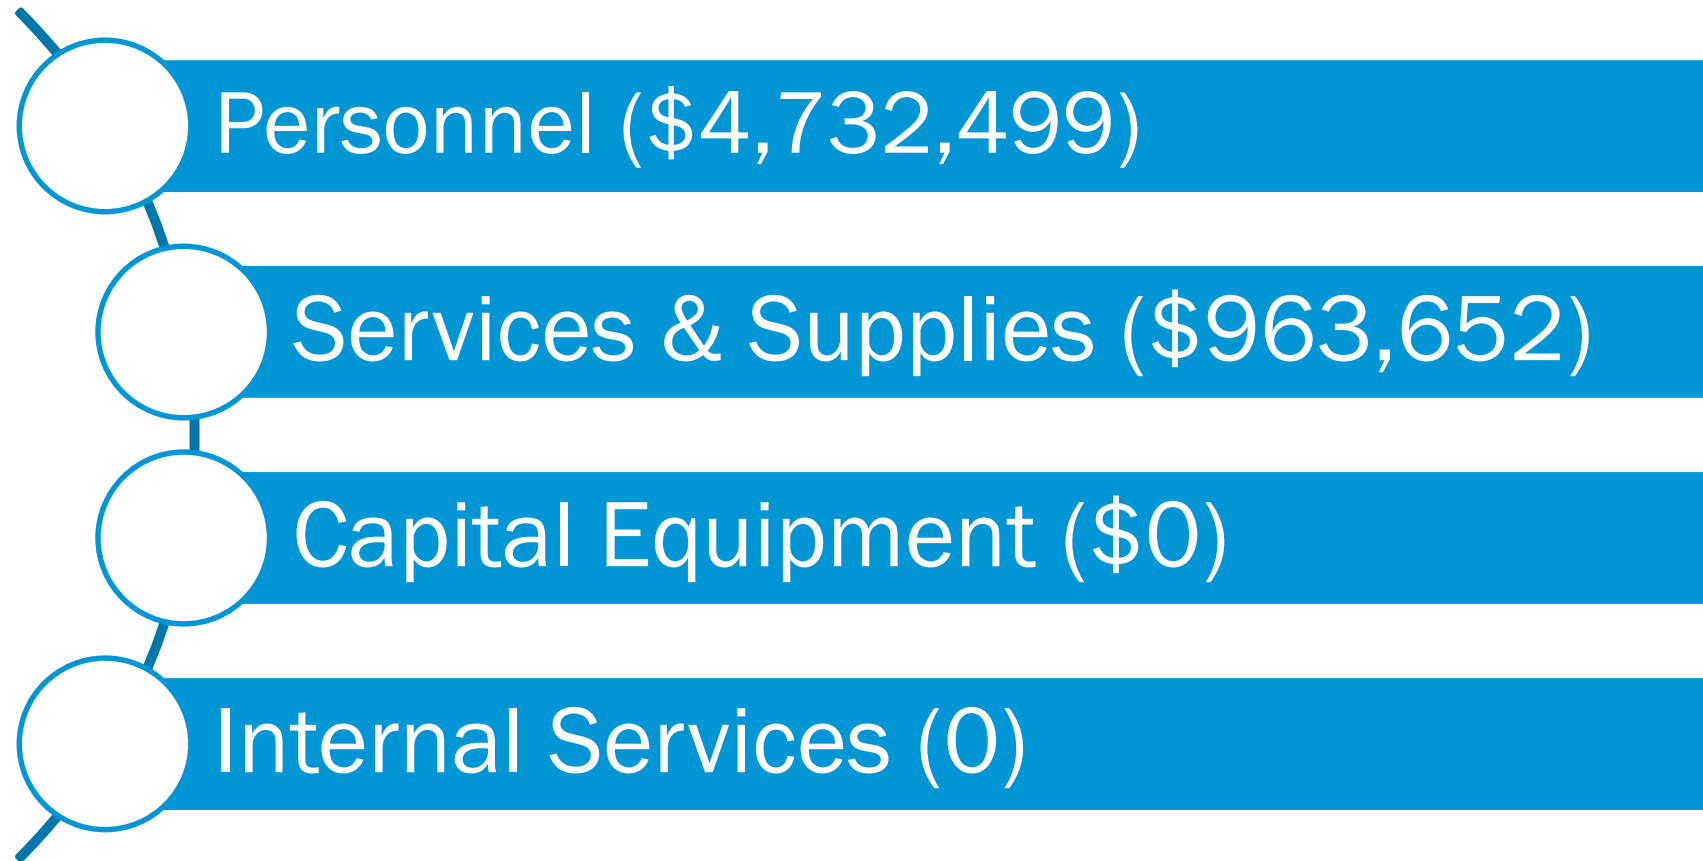 Personnel ($4,732,499)
Services & Supplies ($963,652)
Capital Equipment ($0)
Internal Services (0)